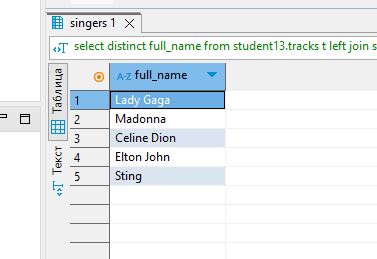 singers 1
select distinct full_name from student13.tracks t left join s
Таблица
Текст
A-Z full_name
1 Lady Gaga
2 Madonna
3 Celine Dion
4 Elton John
5 Sting